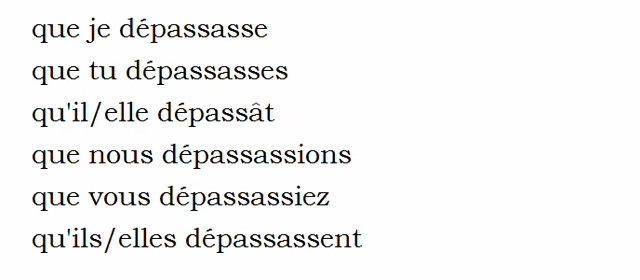 que je dépassasse
que tu dépassasses
qu'il/elle dépassât
que nous dépassassions
que vous dépassassiez
qu'ils/elles dépassassent